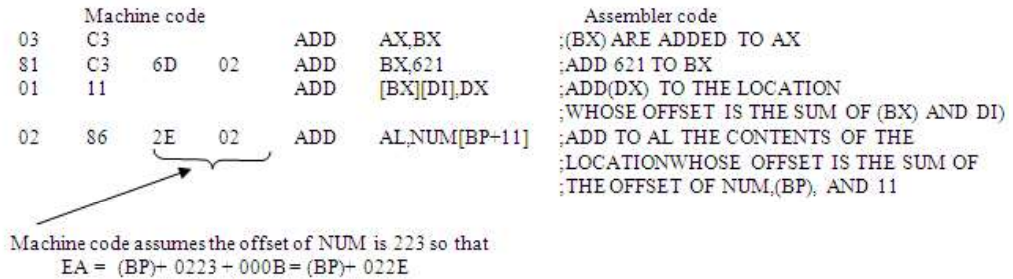 Machine code Assembler code
03 C3 ADD AX,BX ;(BX) ARE ADDED TO AX
81 C3 6D 02 ADD BX,621 ;ADD 621 TO BX
01 11 ADD [BX][DI],DX ;ADD(DX) TO THE LOCATION
;WHOSE OFFSET IS THE SUM OF (BX) AND DI)
02 86 2E 02 ADD AL,NUM[BP+11] ;ADD TO AL THE CONTENTS OF THE
;LOCATIONWHOSE OFFSET IS THE SUM OF
;THE OFFSET OF NUM,(BP), AND 11
Machine code assumes the offset of NUM is 223 so that
EA = (BP)+ 0223 + 000B = (BP)+ 022E